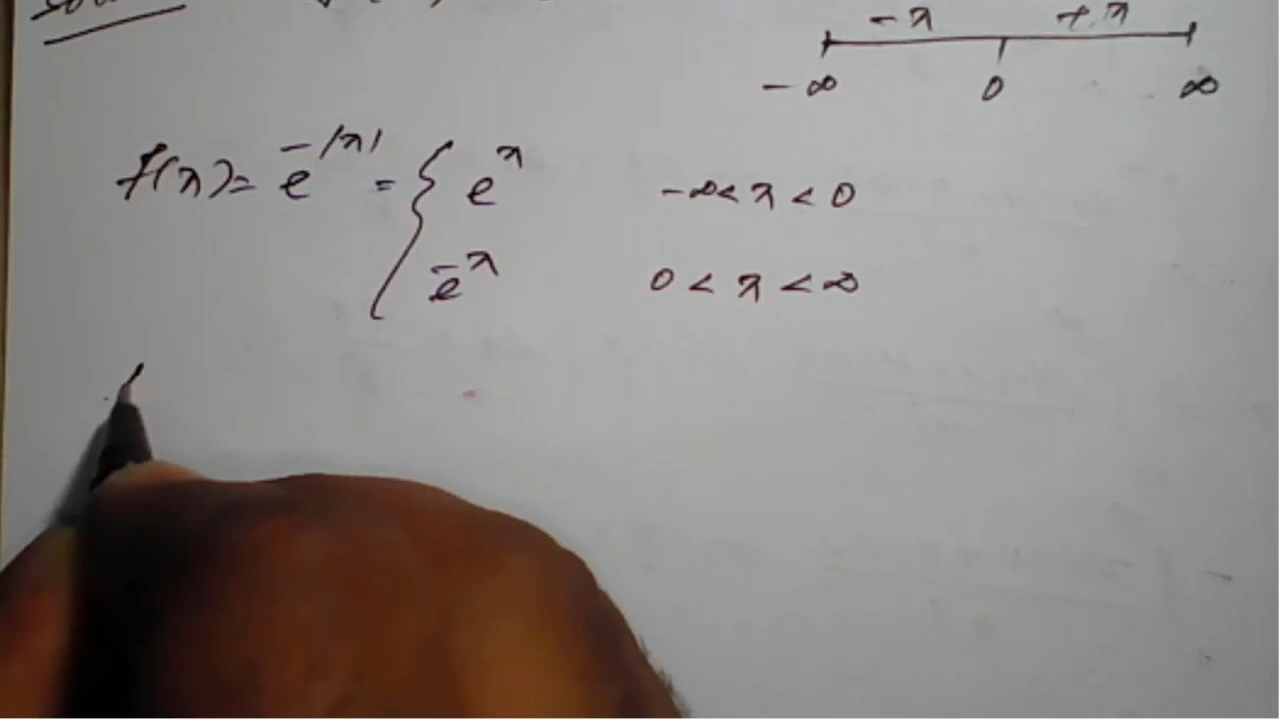 -x +x
-∞ 0 ∞
f(x) = e^{-|x|} = { e^x -∞ < x < 0
e^{-x} 0 < x < ∞